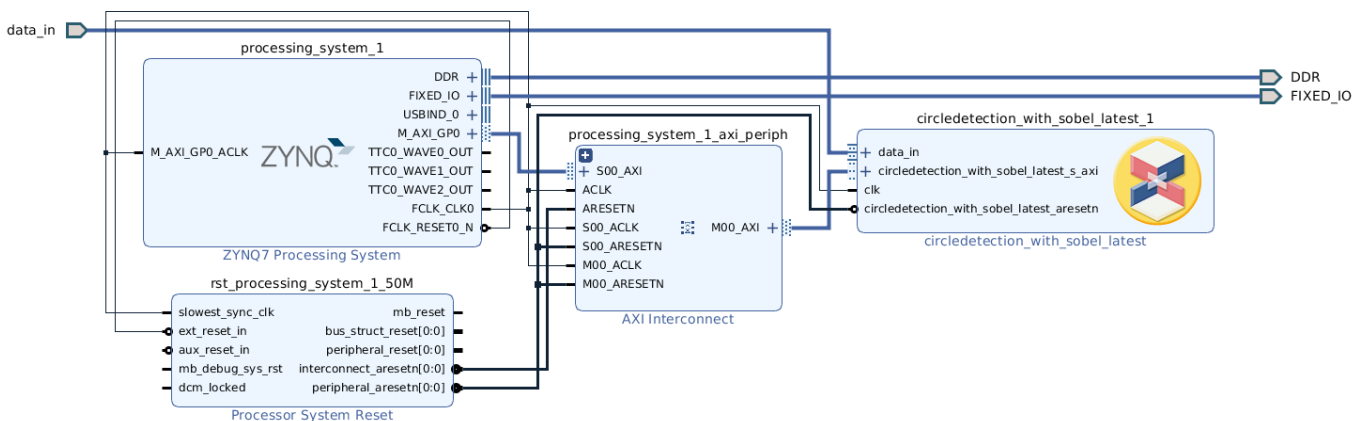 data_in
processing_system_1
DDR
FIXED_IO
USBIND_0
M_AXI_GP0
M_AXI_GP0_ACLK
ZYNQ
TTC0_WAVE0_OUT
TTC0_WAVE1_OUT
TTC0_WAVE2_OUT
FCLK_CLK0
FCLK_RESET0_N
ZYNQ7 Processing System
rst_processing_system_1_50M
slowest_sync_clk
mb_reset
ext_reset_in
bus_struct_reset[0:0]
aux_reset_in
peripheral_reset[0:0]
mb_debug_sys_rst
interconnect_aresetn[0:0]
dcm_locked
peripheral_aresetn[0:0]
Processor System Reset
processing_system_1_axi_periph
S00_AXI
ACLK
ARESETN
S00_ACLK
M00_AXI
S00_ARESETN
M00_ACLK
M00_ARESETN
AXI Interconnect
circledetection_with_sobel_latest_1
data_in
circledetection_with_sobel_latest_s_axi
clk
circledetection_with_sobel_latest_aresetn
circledetection_with_sobel_latest
DDR
FIXED_IO